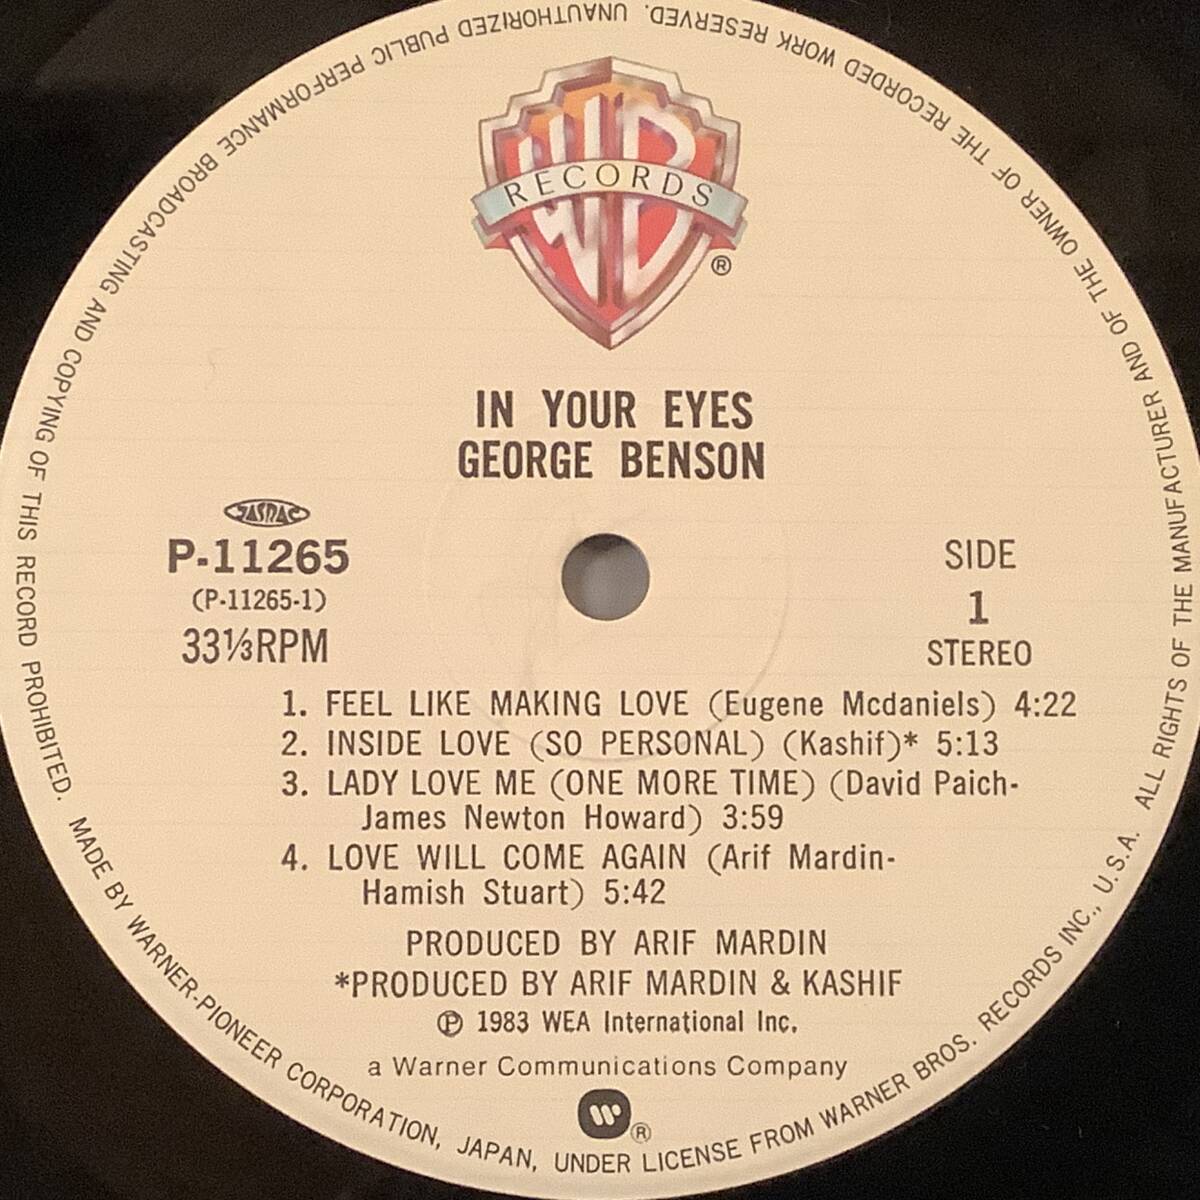 WB
RECORDS
®
IN YOUR EYES
GEORGE BENSON
JASRAC
P-11265
(P-11265-1)
33⅓RPM
SIDE
1
STEREO
1. FEEL LIKE MAKING LOVE (Eugene Mcdaniels) 4:22
2. INSIDE LOVE (SO PERSONAL) (Kashif)* 5:13
3. LADY LOVE ME (ONE MORE TIME) (David Paich-
James Newton Howard) 3:59
4. LOVE WILL COME AGAIN (Arif Mardin-
Hamish Stuart) 5:42
PRODUCED BY ARIF MARDIN
*PRODUCED BY ARIF MARDIN & KASHIF
℗ 1983 WEA International Inc.
a Warner Communications Company
®
MADE BY WARNER-PIONEER CORPORATION, JAPAN, UNDER LICENSE FROM WARNER BROS. RECORDS INC., U.S.A. ALL RIGHTS OF THE MANUFACTURER AND OF THE OWNER OF THE RECORDED WORK RESERVED. UNAUTHORIZED PUBLIC PERFORMANCE BROADCASTING AND COPYING OF THIS RECORD PROHIBITED.